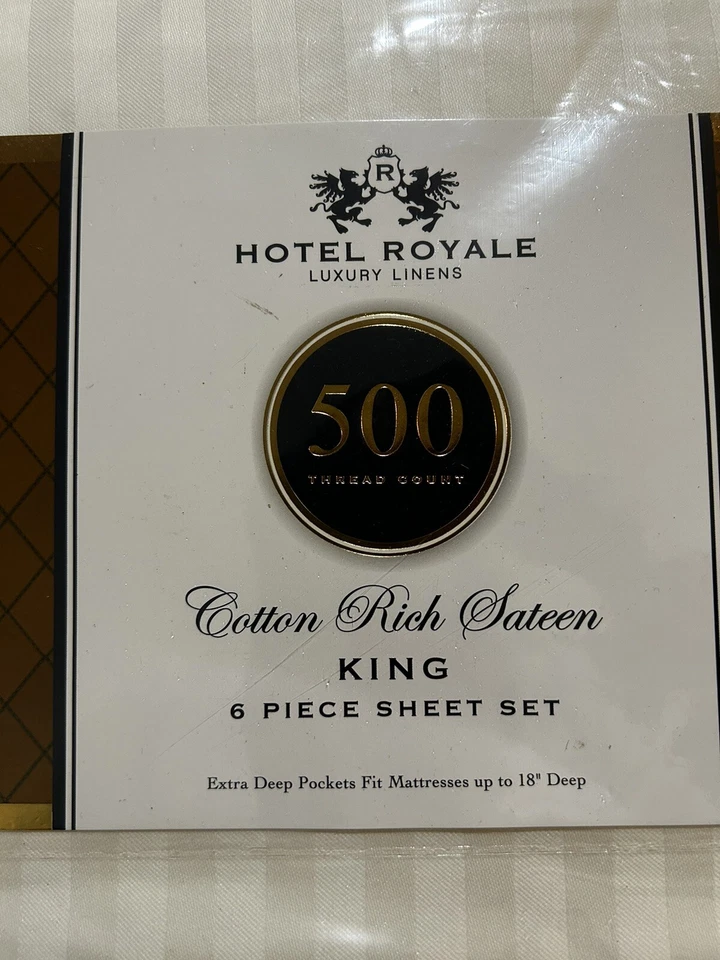 R
HOTEL ROYALE
LUXURY LINENS
500
THREAD COUNT
Cotton Rich Sateen
KING
6 PIECE SHEET SET
Extra Deep Pockets Fit Mattresses up to 18" Deep